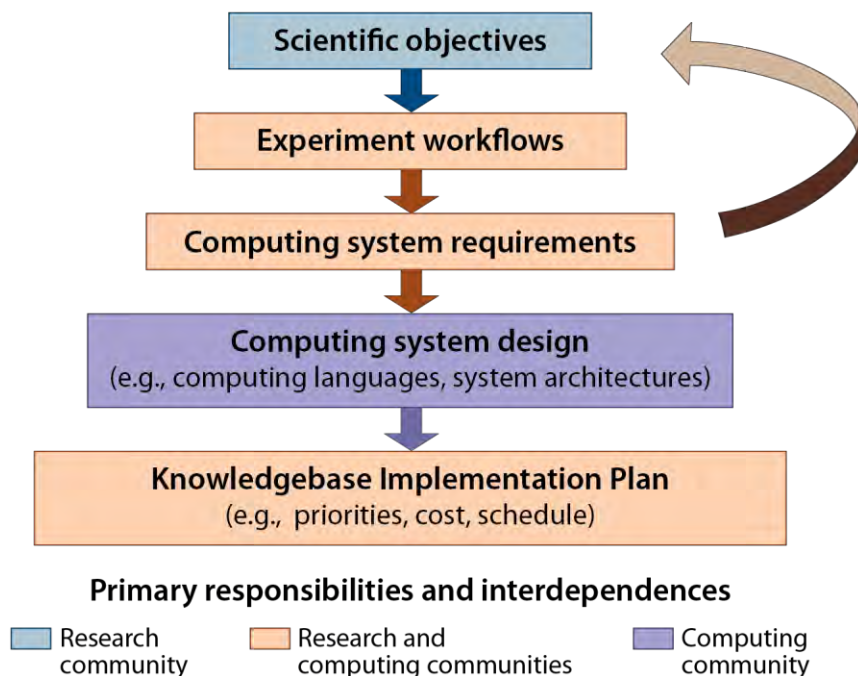 Scientific objectives
Experiment workflows
Computing system requirements
Computing system design
(e.g., computing languages, system architectures)
Knowledgebase Implementation Plan
(e.g., priorities, cost, schedule)
Primary responsibilities and interdependences
Research
community
Research and
computing communities
Computing
community